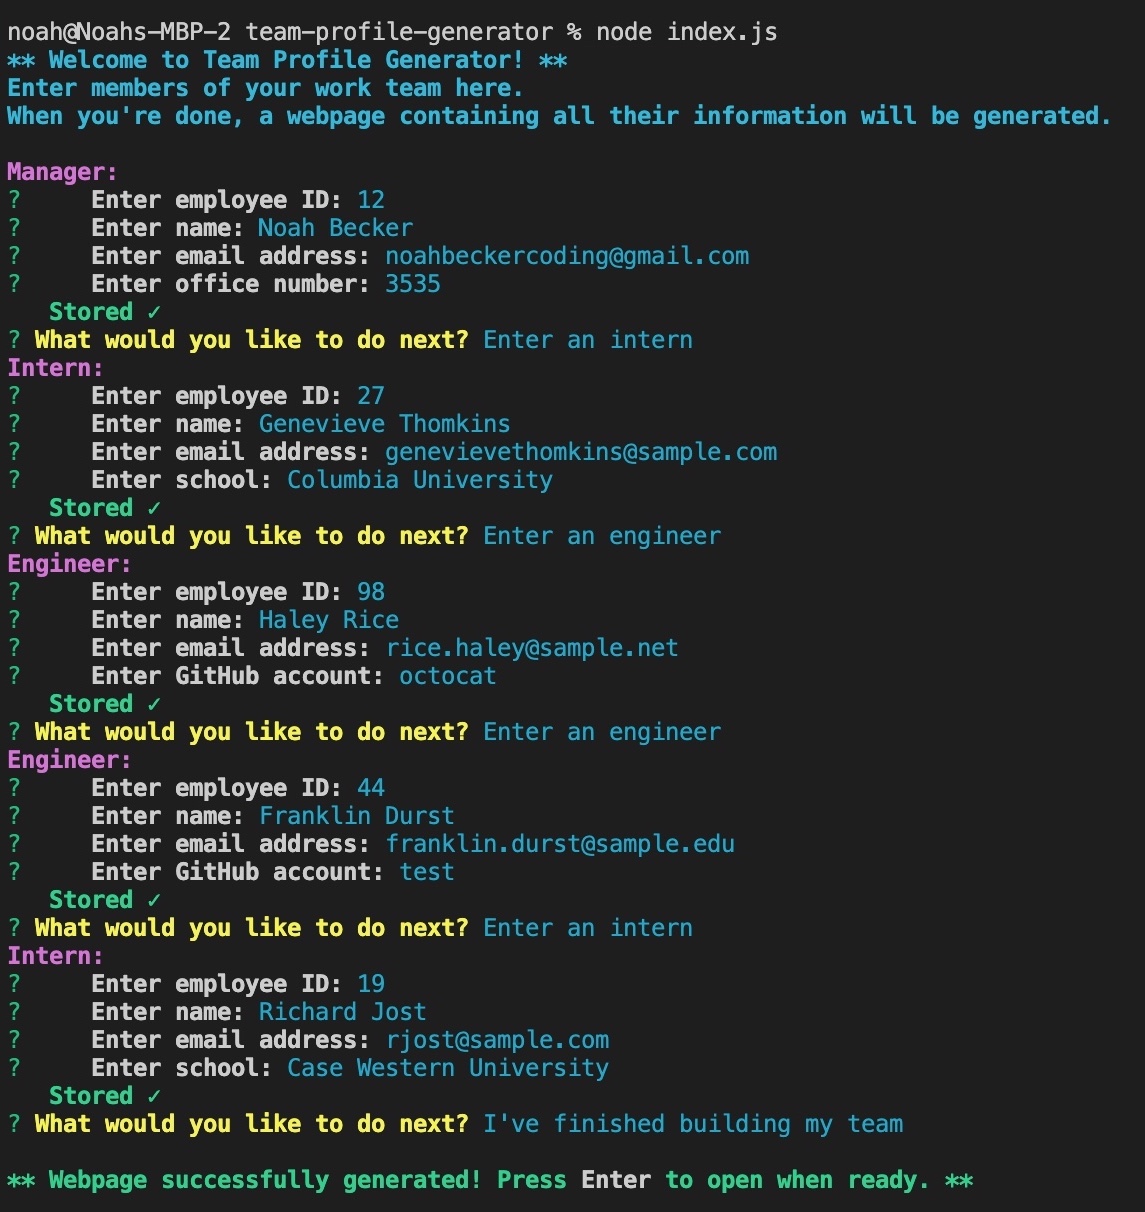 noah@Noahs-MBP-2 team-profile-generator % node index.js
** Welcome to Team Profile Generator! **
Enter members of your work team here.
When you're done, a webpage containing all their information will be generated.
Manager:
? Enter employee ID: 12
? Enter name: Noah Becker
? Enter email address: noahbeckercoding@gmail.com
? Enter office number: 3535
Stored ✓
? What would you like to do next? Enter an intern
Intern:
? Enter employee ID: 27
? Enter name: Genevieve Thomkins
? Enter email address: genevievethomkins@sample.com
? Enter school: Columbia University
Stored ✓
? What would you like to do next? Enter an engineer
Engineer:
? Enter employee ID: 98
? Enter name: Haley Rice
? Enter email address: rice.haley@sample.net
? Enter GitHub account: octocat
Stored ✓
? What would you like to do next? Enter an engineer
Engineer:
? Enter employee ID: 44
? Enter name: Franklin Durst
? Enter email address: franklin.durst@sample.edu
? Enter GitHub account: test
Stored ✓
? What would you like to do next? Enter an intern
Intern:
? Enter employee ID: 19
? Enter name: Richard Jost
? Enter email address: rjost@sample.com
? Enter school: Case Western University
Stored ✓
? What would you like to do next? I've finished building my team
** Webpage successfully generated! Press Enter to open when ready. **